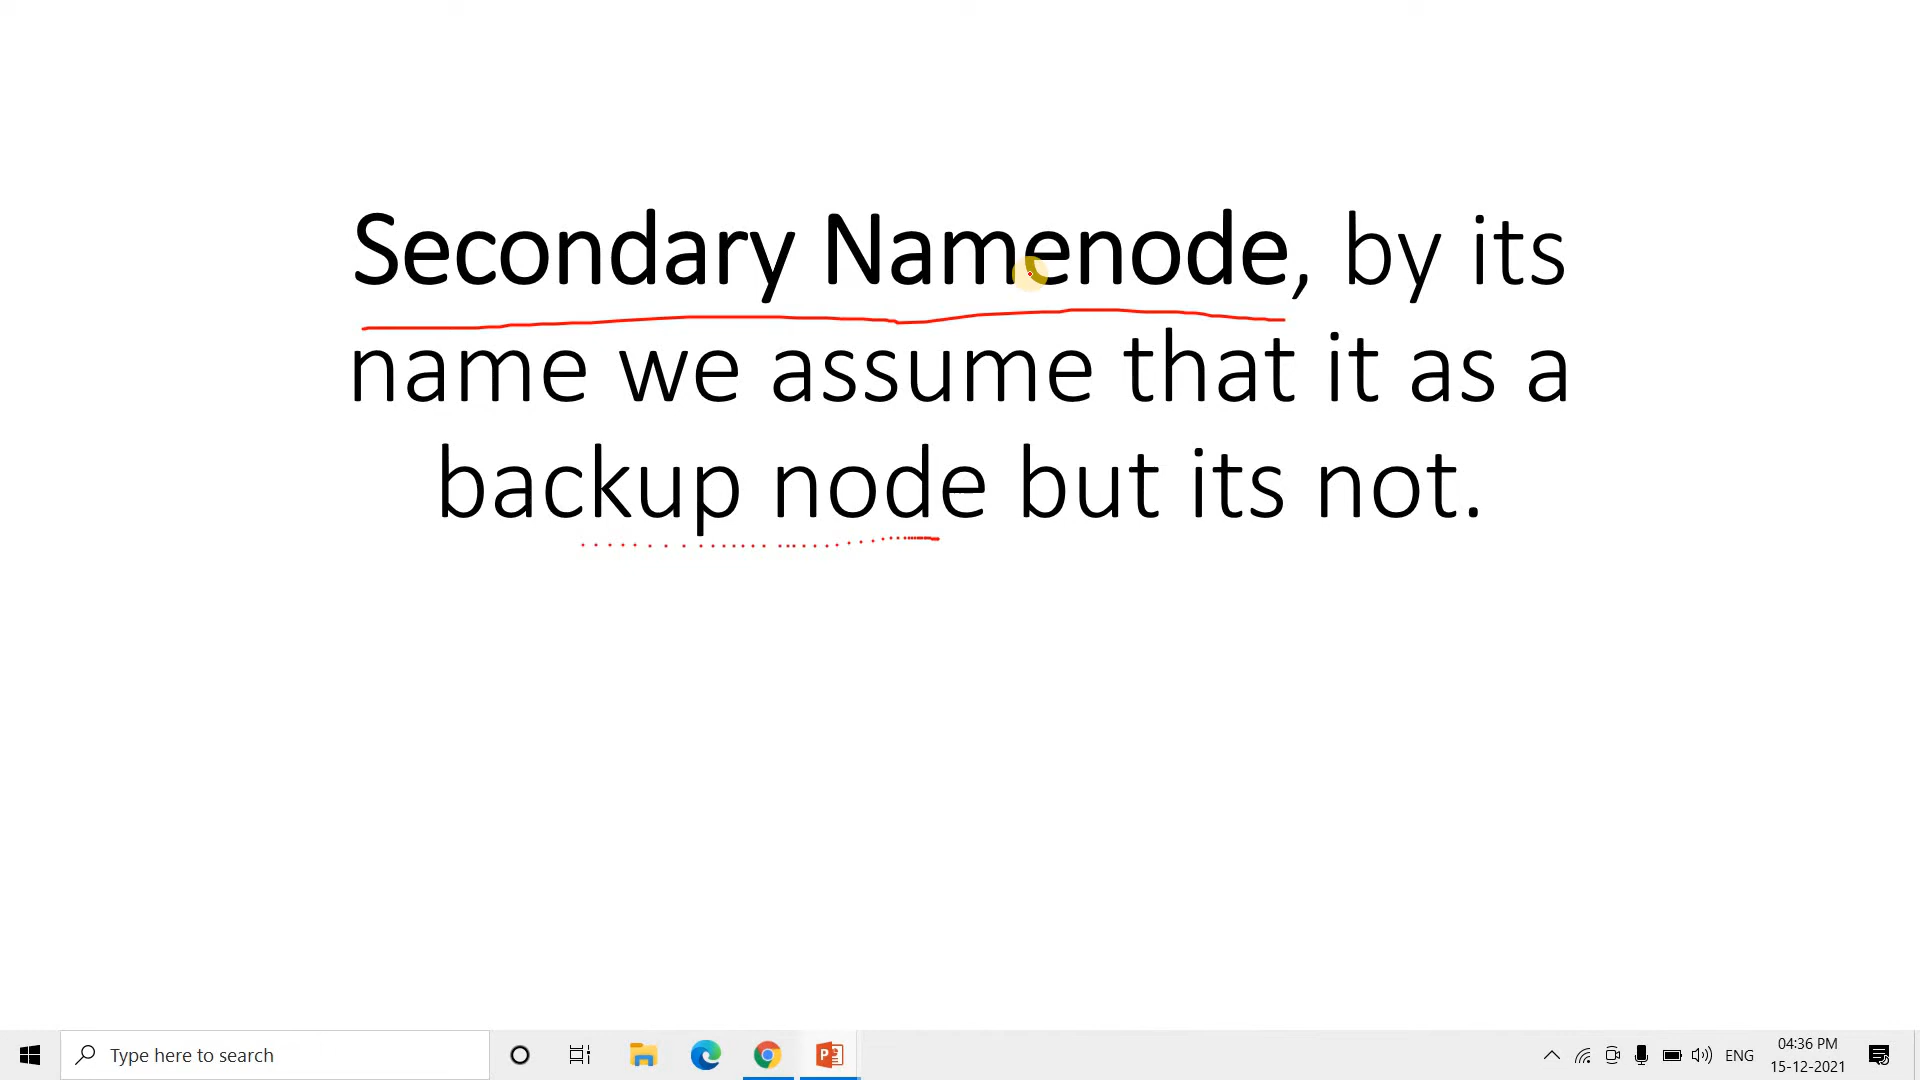 Secondary Namenode, by its
name we assume that it as a
backup node but its not.
Type here to search
ENG
04:36 PM
15-12-2021